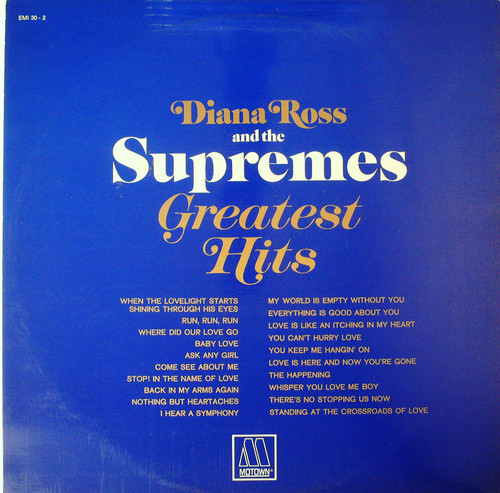 EMI 30 - 2
Diana Ross
and the
Supremes
Greatest
Hits
WHEN THE LOVELIGHT STARTS
SHINING THROUGH HIS EYES
RUN, RUN, RUN
WHERE DID OUR LOVE GO
BABY LOVE
ASK ANY GIRL
COME SEE ABOUT ME
STOP! IN THE NAME OF LOVE
BACK IN MY ARMS AGAIN
NOTHING BUT HEARTACHES
I HEAR A SYMPHONY
MY WORLD IS EMPTY WITHOUT YOU
EVERYTHING IS GOOD ABOUT YOU
LOVE IS LIKE AN ITCHING IN MY HEART
YOU CAN'T HURRY LOVE
YOU KEEP ME HANGIN' ON
LOVE IS HERE AND NOW YOU'RE GONE
THE HAPPENING
WHISPER YOU LOVE ME BOY
THERE'S NO STOPPING US NOW
STANDING AT THE CROSSROADS OF LOVE
M
MOTOWN®